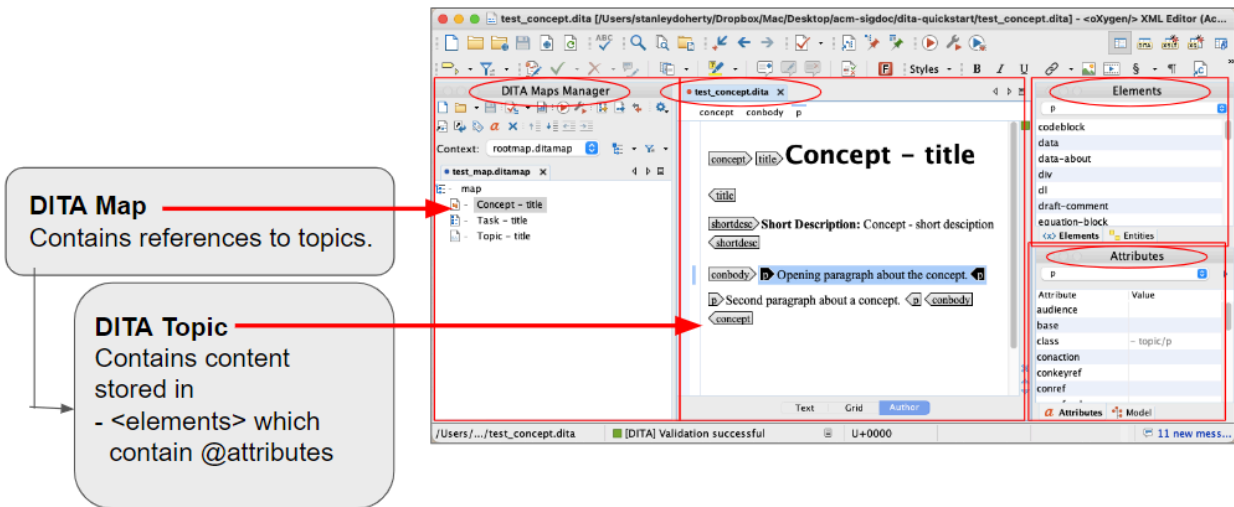 test_concept.dita [/Users/stanleydoherty/Dropbox/Mac/Desktop/acm-sigdoc/dita-quickstart/test_concept.dita] - <oXygen/> XML Editor (Ac...
Styles
B I U
DITA Maps Manager
Context: rootmap.ditamap
test_map.ditamap
map
Concept - title
Task - title
Topic - title
test_concept.dita
concept conbody p
concept title Concept - title
title
shortdesc Short Description: Concept - short desciption
shortdesc
conbody p Opening paragraph about the concept. p
p Second paragraph about a concept. p conbody
concept
Text Grid Author
Elements
p
codeblock
data
data-about
div
dl
draft-comment
equation-block
<x> Elements Entities
Attributes
p
Attribute Value
audience
base
class - topic/p
conaction
conkeyref
conref
a Attributes Model
/Users/.../test_concept.dita [DITA] Validation successful U+0000 11 new mess...
DITA Map
Contains references to topics.
DITA Topic
Contains content
stored in
- <elements> which
contain @attributes